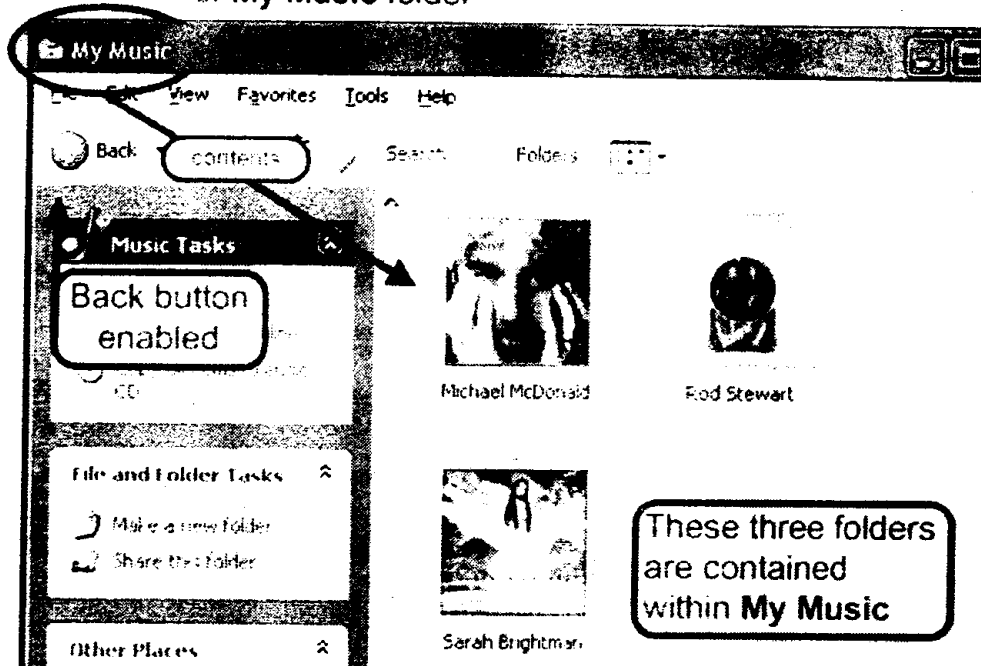 My Music folder
My Music
Edit View Favorites Tools Help
Back contents Search Folders
Music Tasks
Back button
enabled
CD
Michael McDonald Rod Stewart
File and Folder Tasks
Make a new folder
Share this folder
These three folders
are contained
within My Music
Other Places
Sarah Brightman